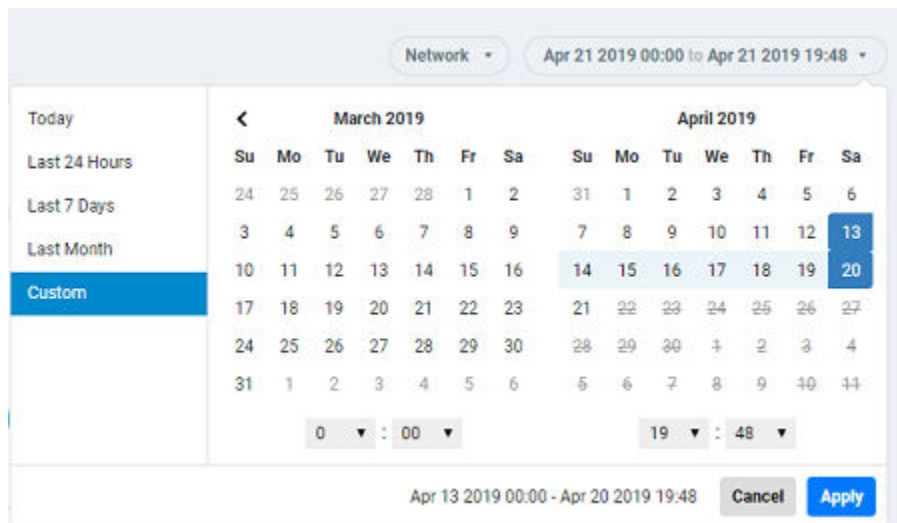 Network Apr 21 2019 00:00 to Apr 21 2019 19:48
Today
Last 24 Hours
Last 7 Days
Last Month
Custom
March 2019
Su Mo Tu We Th Fr Sa
24 25 26 27 28 1 2
3 4 5 6 7 8 9
10 11 12 13 14 15 16
17 18 19 20 21 22 23
24 25 26 27 28 29 30
31 1 2 3 4 5 6
0 : 00
April 2019
Su Mo Tu We Th Fr Sa
31 1 2 3 4 5 6
7 8 9 10 11 12 13
14 15 16 17 18 19 20
21 22 23 24 25 26 27
28 29 30 1 2 3 4
5 6 7 8 9 10 11
19 : 48
Apr 13 2019 00:00 - Apr 20 2019 19:48 Cancel Apply